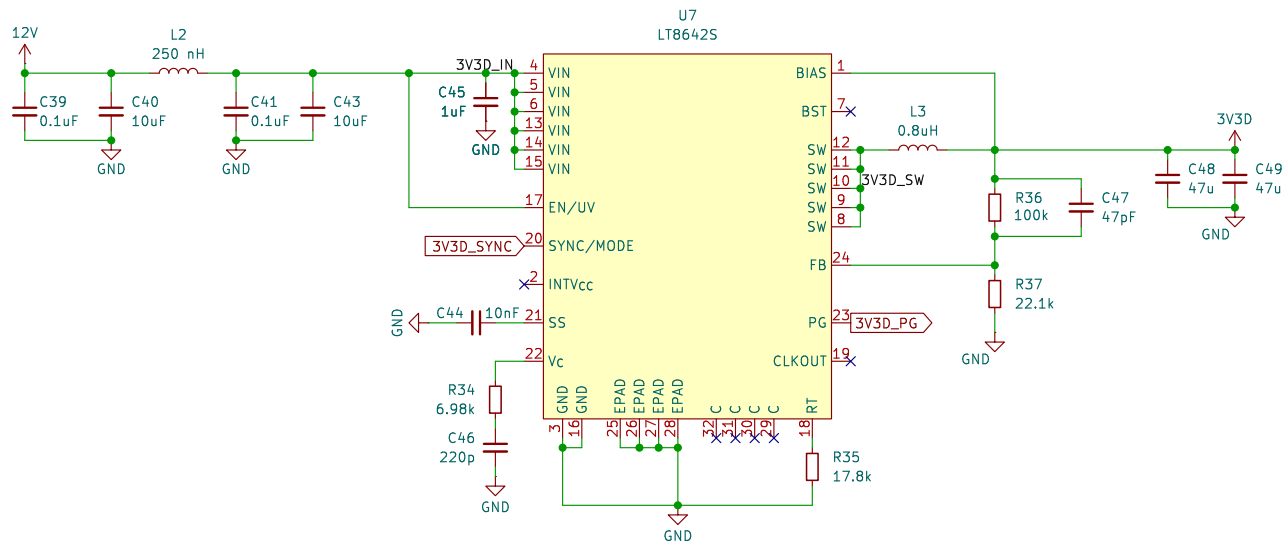 U7
LT8642S
12V
L2
250 nH
C39
0.1uF
C40
10uF
C41
0.1uF
C43
10uF
GND
GND
3V3D_IN
C45
1uF
GND
4 VIN
5 VIN
6 VIN
13 VIN
14 VIN
15 VIN
17 EN/UV
3V3D_SYNC 20 SYNC/MODE
2 INTVcc
GND C44 10nF 21 SS
22 Vc
R34
6.98k
C46
220p
GND
GND 3
GND 16
EPAD 25
EPAD 26
EPAD 27
EPAD 28
C 32
C 31
C 30
C 29
RT 18
R35
17.8k
GND
BIAS 1
BST 7
SW 12
SW 11
SW 10
SW 9
SW 8
3V3D_SW
FB 24
PG 23 3V3D_PG
CLKOUT 19
L3
0.8uH
3V3D
R36
100k
C47
47pF
R37
22.1k
GND
C48
47u
C49
47u
GND